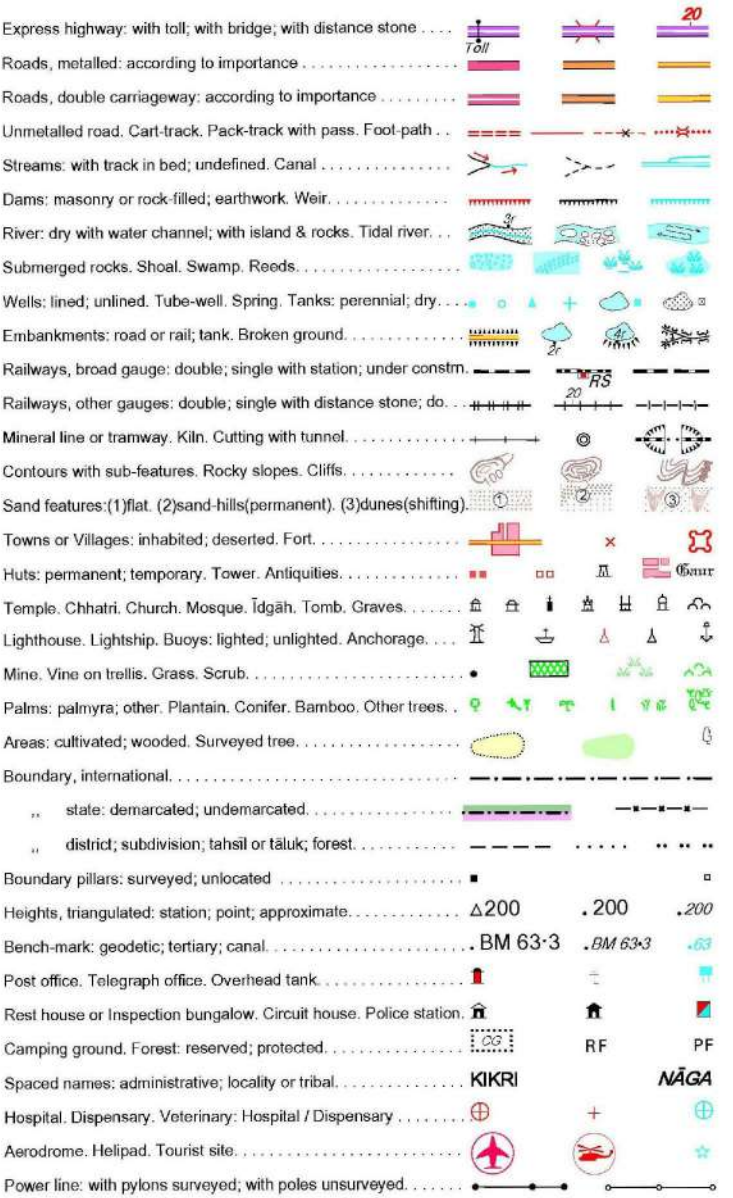 20
Express highway: with toll; with bridge; with distance stone ....
Toll
Roads, metalled: according to importance ..................
Roads, double carriageway: according to importance .........
Unmetalled road. Cart-track. Pack-track with pass. Foot-path ..
Streams: with track in bed; undefined. Canal ................
Dams: masonry or rock-filled; earthwork. Weir...............
River: dry with water channel; with island & rocks. Tidal river... 3r
Submerged rocks. Shoal. Swamp. Reeds...................
Wells: lined; unlined. Tube-well. Spring. Tanks: perennial; dry....
Embankments: road or rail; tank. Broken ground............. 2r 4r
Railways, broad gauge: double; single with station; under constrn. RS
Railways, other gauges: double; single with distance stone; do... 20
Mineral line or tramway. Kiln. Cutting with tunnel.............
Contours with sub-features. Rocky slopes. Cliffs.............
Sand features:(1)flat. (2)sand-hills(permanent). (3)dunes(shifting). 1 2 3
Towns or Villages: inhabited; deserted. Fort.................
Huts: permanent; temporary. Tower. Antiquities.............. Gaur
Temple. Chhatri. Church. Mosque. Īdgāh. Tomb. Graves.......
Lighthouse. Lightship. Buoys: lighted; unlighted. Anchorage....
Mine. Vine on trellis. Grass. Scrub.........................
Palms: palmyra; other. Plantain. Conifer. Bamboo. Other trees..
Areas: cultivated; wooded. Surveyed tree...................
Boundary, international..................................
,, state: demarcated; undemarcated.................
,, district; subdivision; tahsīl or tāluk; forest............
Boundary pillars: surveyed; unlocated .....................
Heights, triangulated: station; point; approximate............. 200 .200 .200
Bench-mark: geodetic; tertiary; canal....................... .BM 63·3 .BM 63·3 .63
Post office. Telegraph office. Overhead tank.................
Rest house or Inspection bungalow. Circuit house. Police station.
Camping ground. Forest: reserved; protected............... CG RF PF
Spaced names: administrative; locality or tribal.............. KIKRI NĀGA
Hospital. Dispensary. Veterinary: Hospital / Dispensary .......
Aerodrome. Helipad. Tourist site..........................
Power line: with pylons surveyed; with poles unsurveyed.......